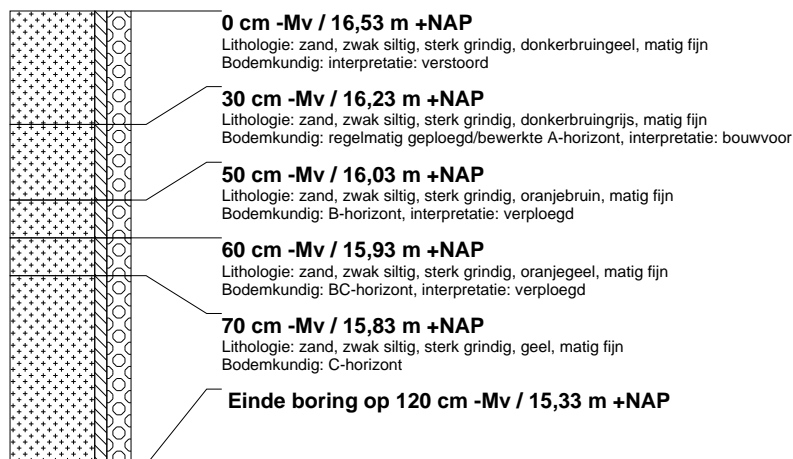 0 cm -Mv / 16,53 m +NAP
Lithologie: zand, zwak siltig, sterk grindig, donkerbruingeel, matig fijn
Bodemkundig: interpretatie: verstoord
30 cm -Mv / 16,23 m +NAP
Lithologie: zand, zwak siltig, sterk grindig, donkerbruingrijs, matig fijn
Bodemkundig: regelmatig geploegd/bewerkte A-horizont, interpretatie: bouwvoor
50 cm -Mv / 16,03 m +NAP
Lithologie: zand, zwak siltig, sterk grindig, oranjebruin, matig fijn
Bodemkundig: B-horizont, interpretatie: verploegd
60 cm -Mv / 15,93 m +NAP
Lithologie: zand, zwak siltig, sterk grindig, oranjegeel, matig fijn
Bodemkundig: BC-horizont, interpretatie: verploegd
70 cm -Mv / 15,83 m +NAP
Lithologie: zand, zwak siltig, sterk grindig, geel, matig fijn
Bodemkundig: C-horizont
Einde boring op 120 cm -Mv / 15,33 m +NAP